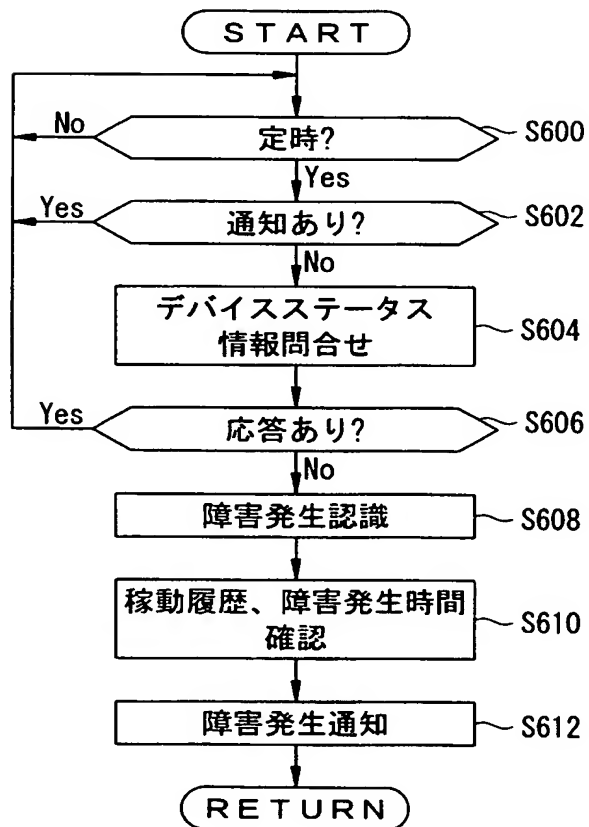 START
No
定時?
S600
Yes
Yes
通知あり?
S602
No
デバイスステータス
情報問合せ
S604
Yes
応答あり?
S606
No
障害発生認識
S608
稼動履歴、障害発生時間
確認
S610
障害発生通知
S612
RETURN